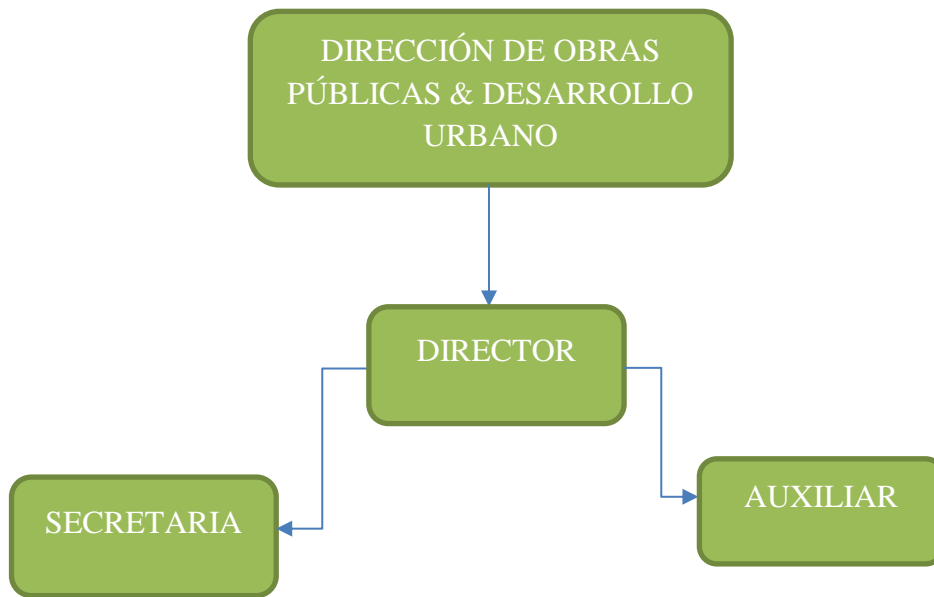 DIRECCIÓN DE OBRAS
PÚBLICAS & DESARROLLO
URBANO
DIRECTOR
SECRETARIA
AUXILIAR